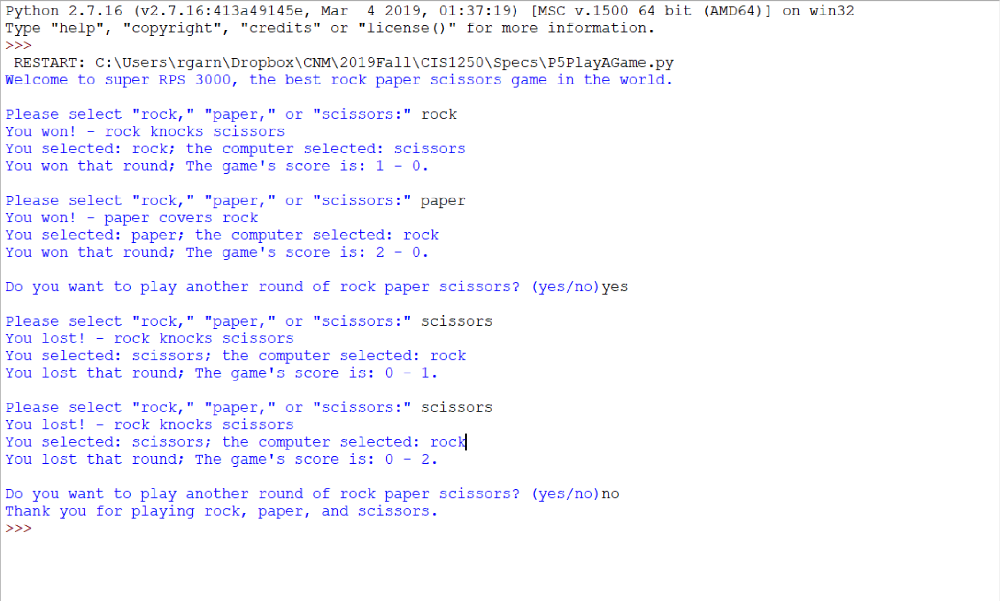 Python 2.7.16 (v2.7.16:413a49145e, Mar  4 2019, 01:37:19) [MSC v.1500 64 bit (AMD64)] on win32
Type "help", "copyright", "credits" or "license()" for more information.
>>>
 RESTART: C:\Users\rgarn\Dropbox\CNM\2019Fall\CIS1250\Specs\P5PlayAGame.py
Welcome to super RPS 3000, the best rock paper scissors game in the world.

Please select "rock," "paper," or "scissors:" rock
You won! - rock knocks scissors
You selected: rock; the computer selected: scissors
You won that round; The game's score is: 1 - 0.

Please select "rock," "paper," or "scissors:" paper
You won! - paper covers rock
You selected: paper; the computer selected: rock
You won that round; The game's score is: 2 - 0.

Do you want to play another round of rock paper scissors? (yes/no)yes

Please select "rock," "paper," or "scissors:" scissors
You lost! - rock knocks scissors
You selected: scissors; the computer selected: rock
You lost that round; The game's score is: 0 - 1.

Please select "rock," "paper," or "scissors:" scissors
You lost! - rock knocks scissors
You selected: scissors; the computer selected: rock
You lost that round; The game's score is: 0 - 2.

Do you want to play another round of rock paper scissors? (yes/no)no
Thank you for playing rock, paper, and scissors.
>>>